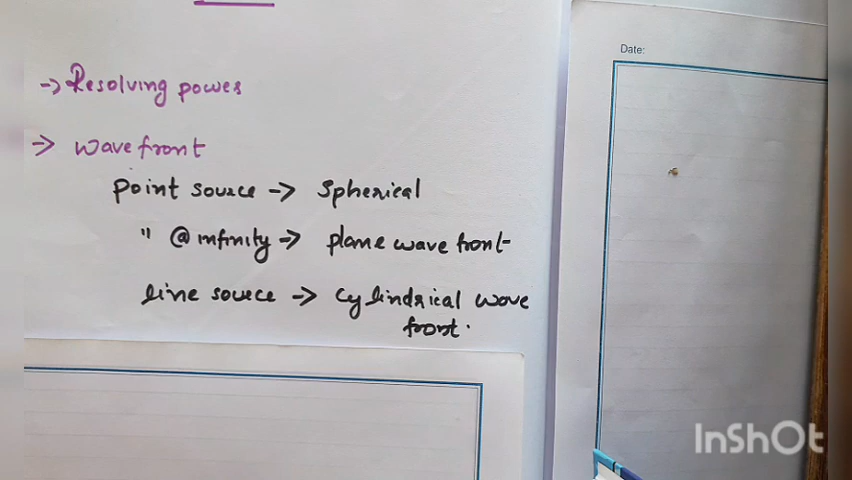 Date:
-> Resolving power
-> wave front
point source -> spherical
" @ infinity -> plane wave front
line source -> cylindrical wave
front.
InShOt